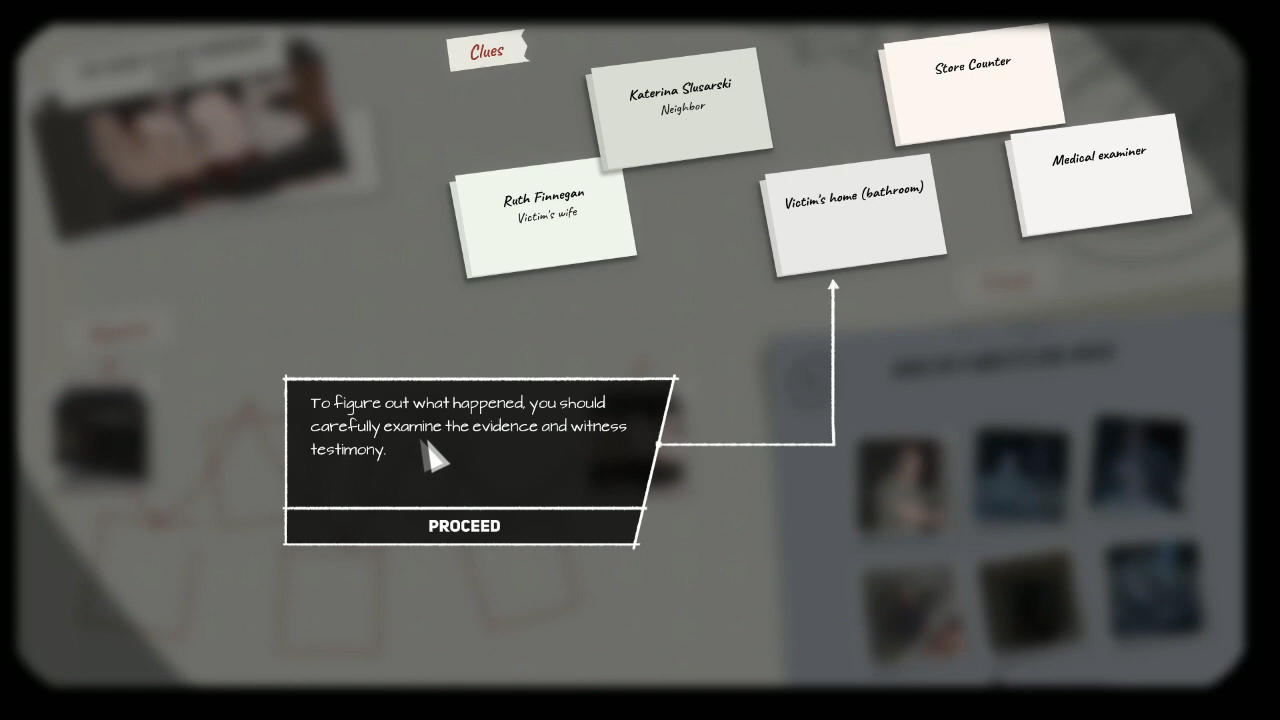 Clues
Katerina Slusarski
Neighbor
Store Counter
Medical examiner
Ruth Finnegan
Victim's wife
Victim's home (bathroom)
To figure out what happened, you should
carefully examine the evidence and witness
testimony.
PROCEED